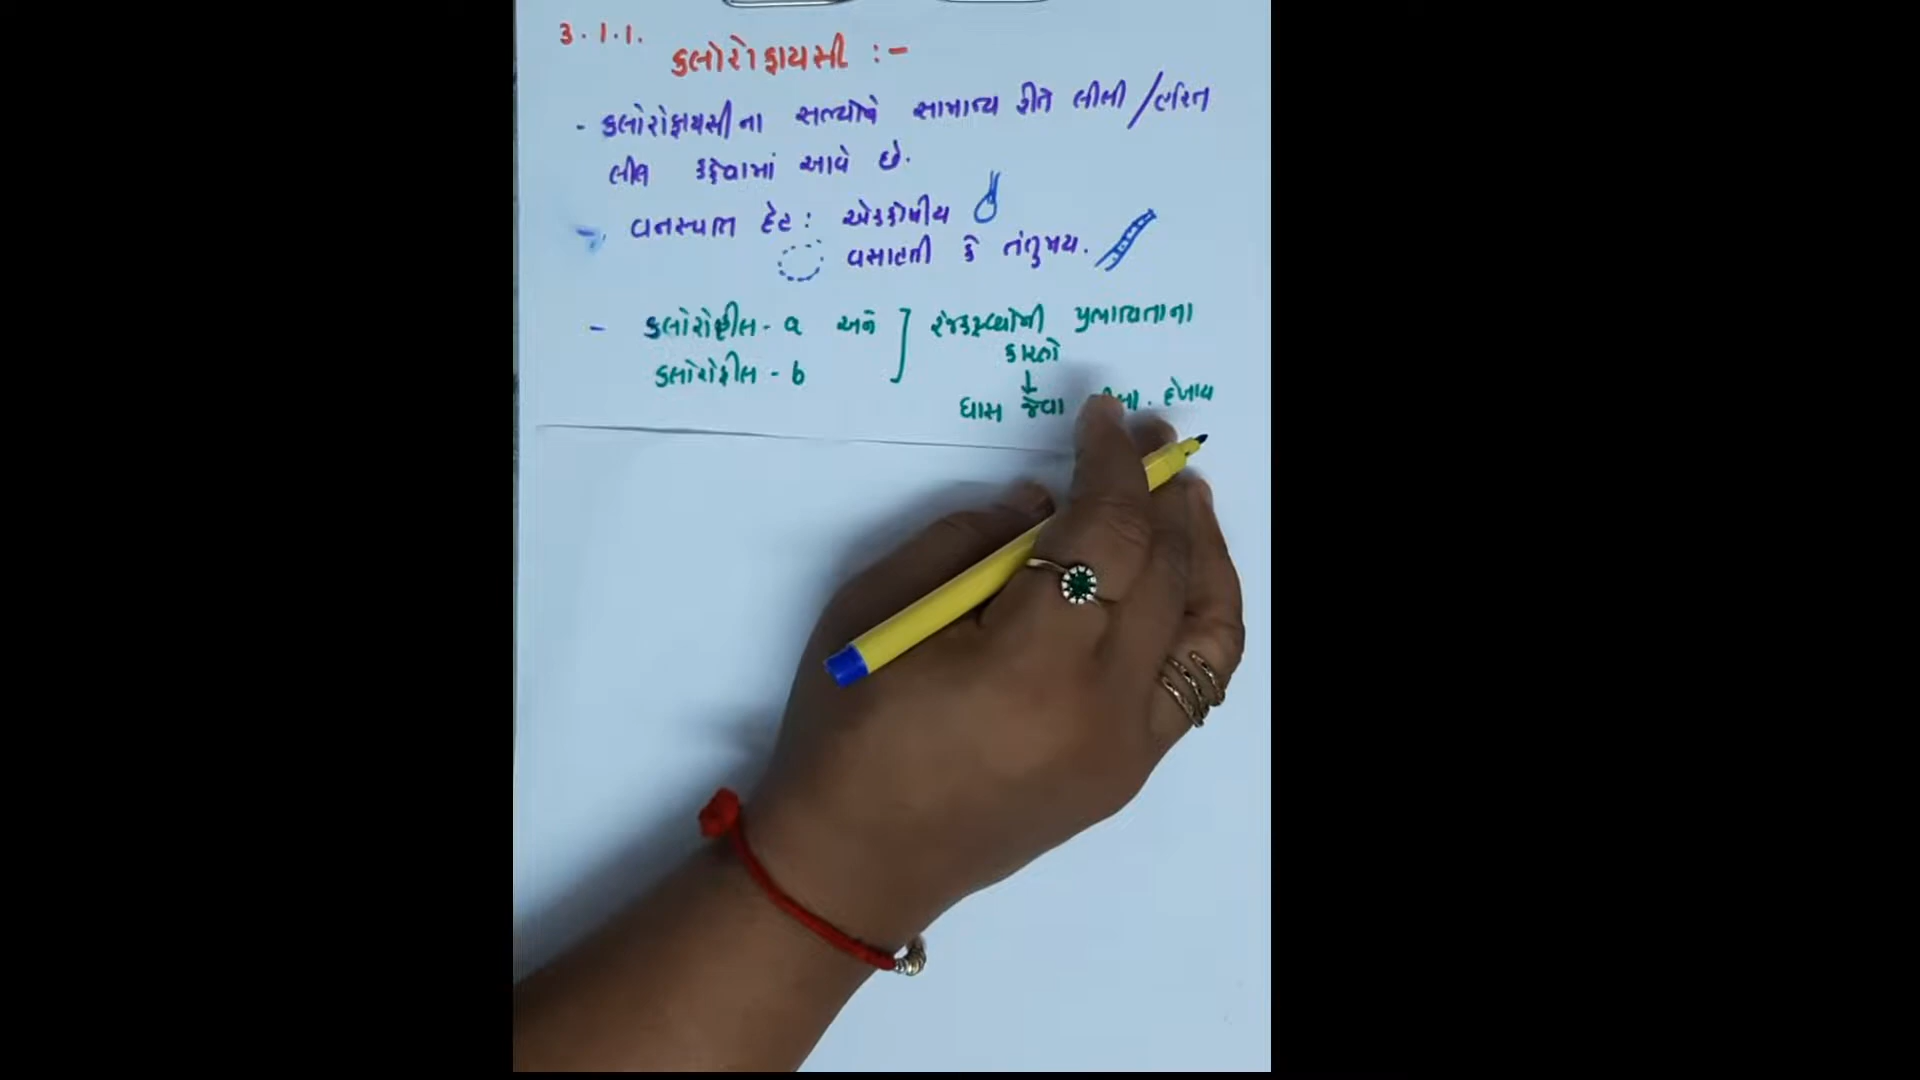 3.1.1.
ક્લોરોફાયસી :-
- ક્લોરોફાયસીના સભ્યોને સામાન્ય રીતે લીલી / હરિત
લીલ કહેવામાં આવે છે.
- વનસ્પતિ દેહ : એકકોષીય
વસાહતી કે તંતુમય.
- ક્લોરોફીલ - a અને ] રંજકદ્રવ્યોની પ્રભાવિતાના
કારણે
ક્લોરોફીલ - b
↓
ઘાસ જેવા દેખાય